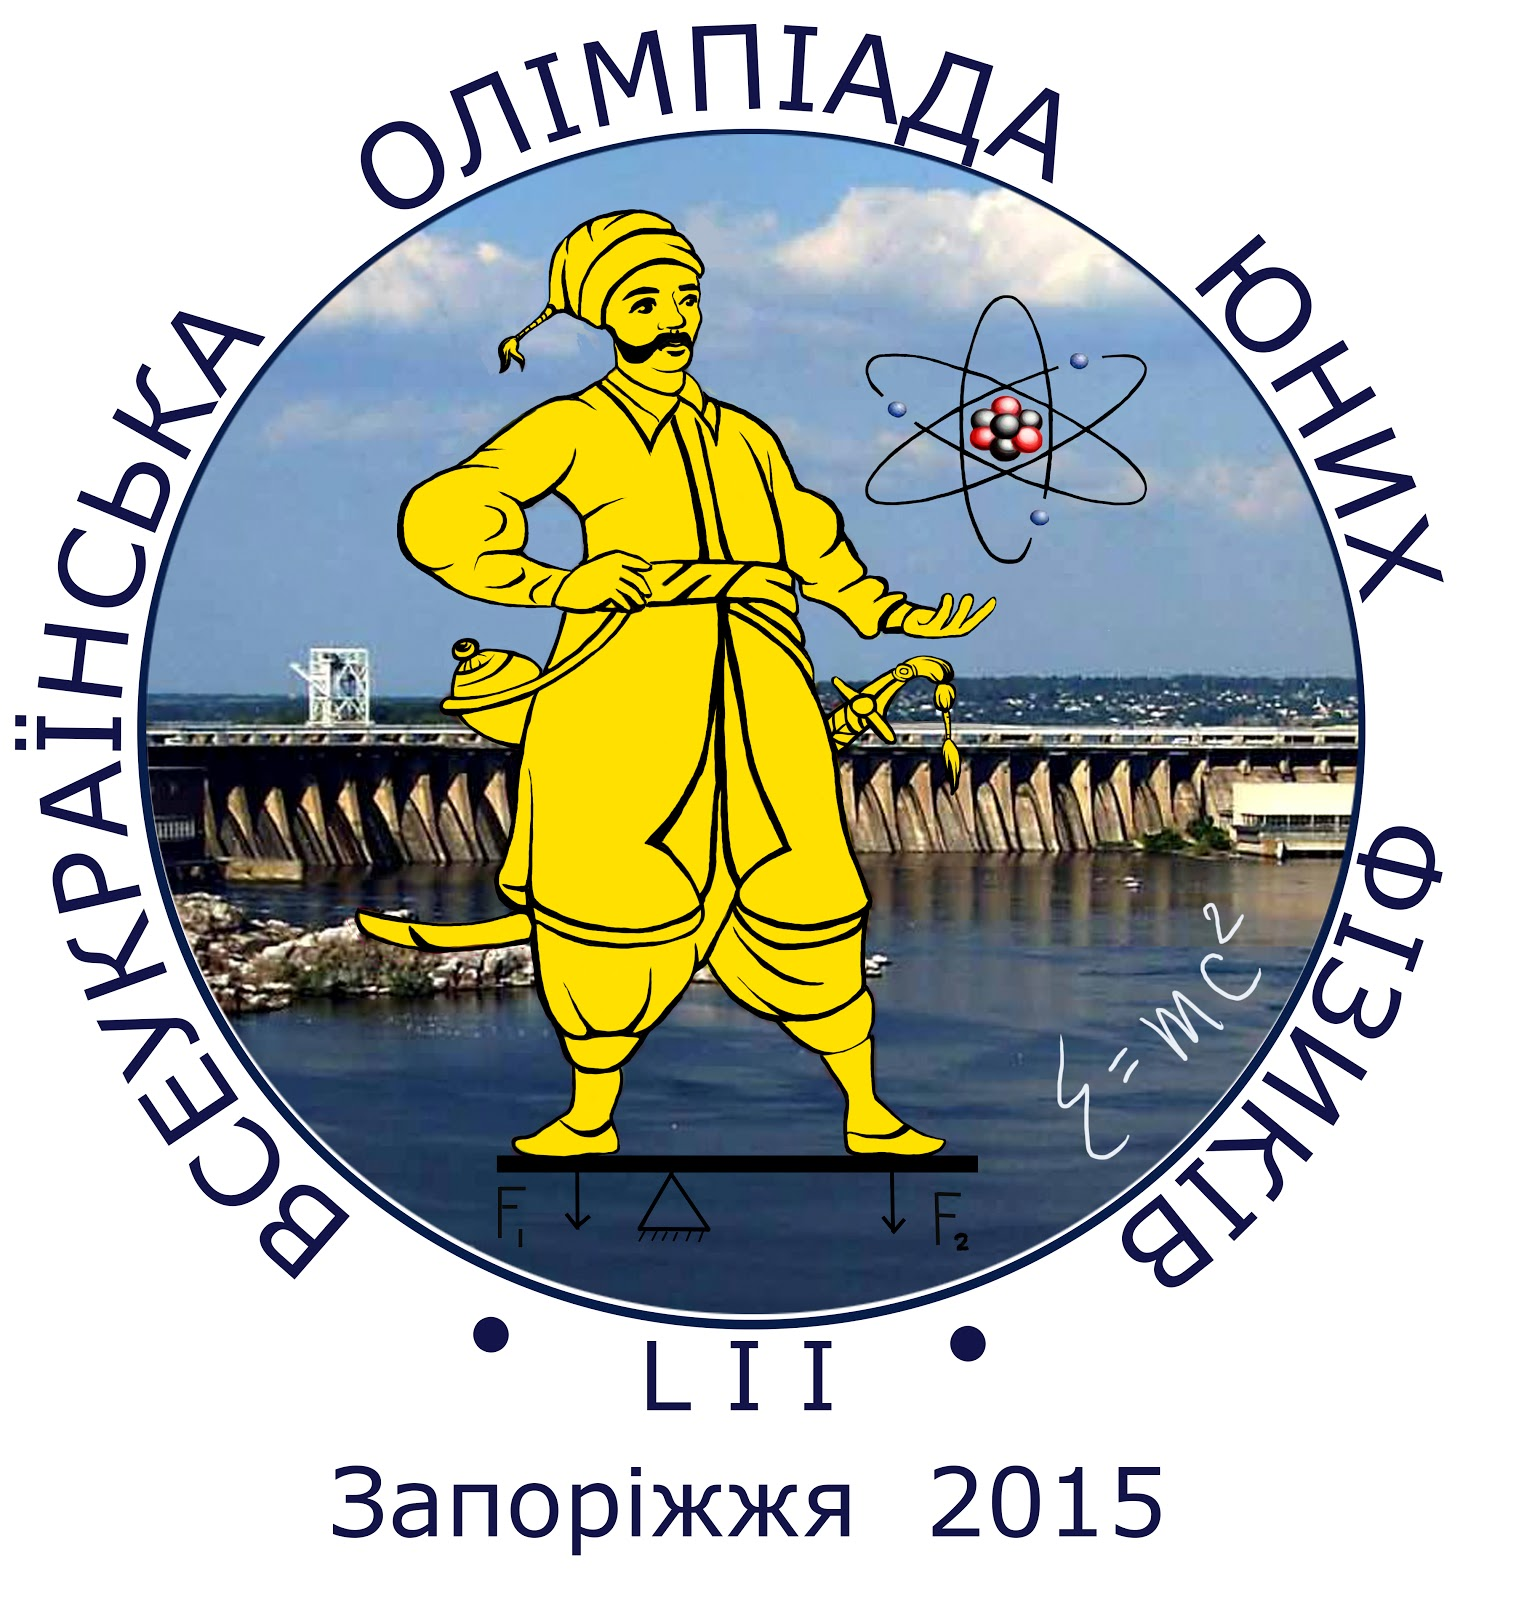 ВСЕУКРАЇНСЬКА ОЛІМПІАДА ЮНИХ ФІЗИКІВ
E=mc²
F₁
F₂
• LII •
Запоріжжя 2015